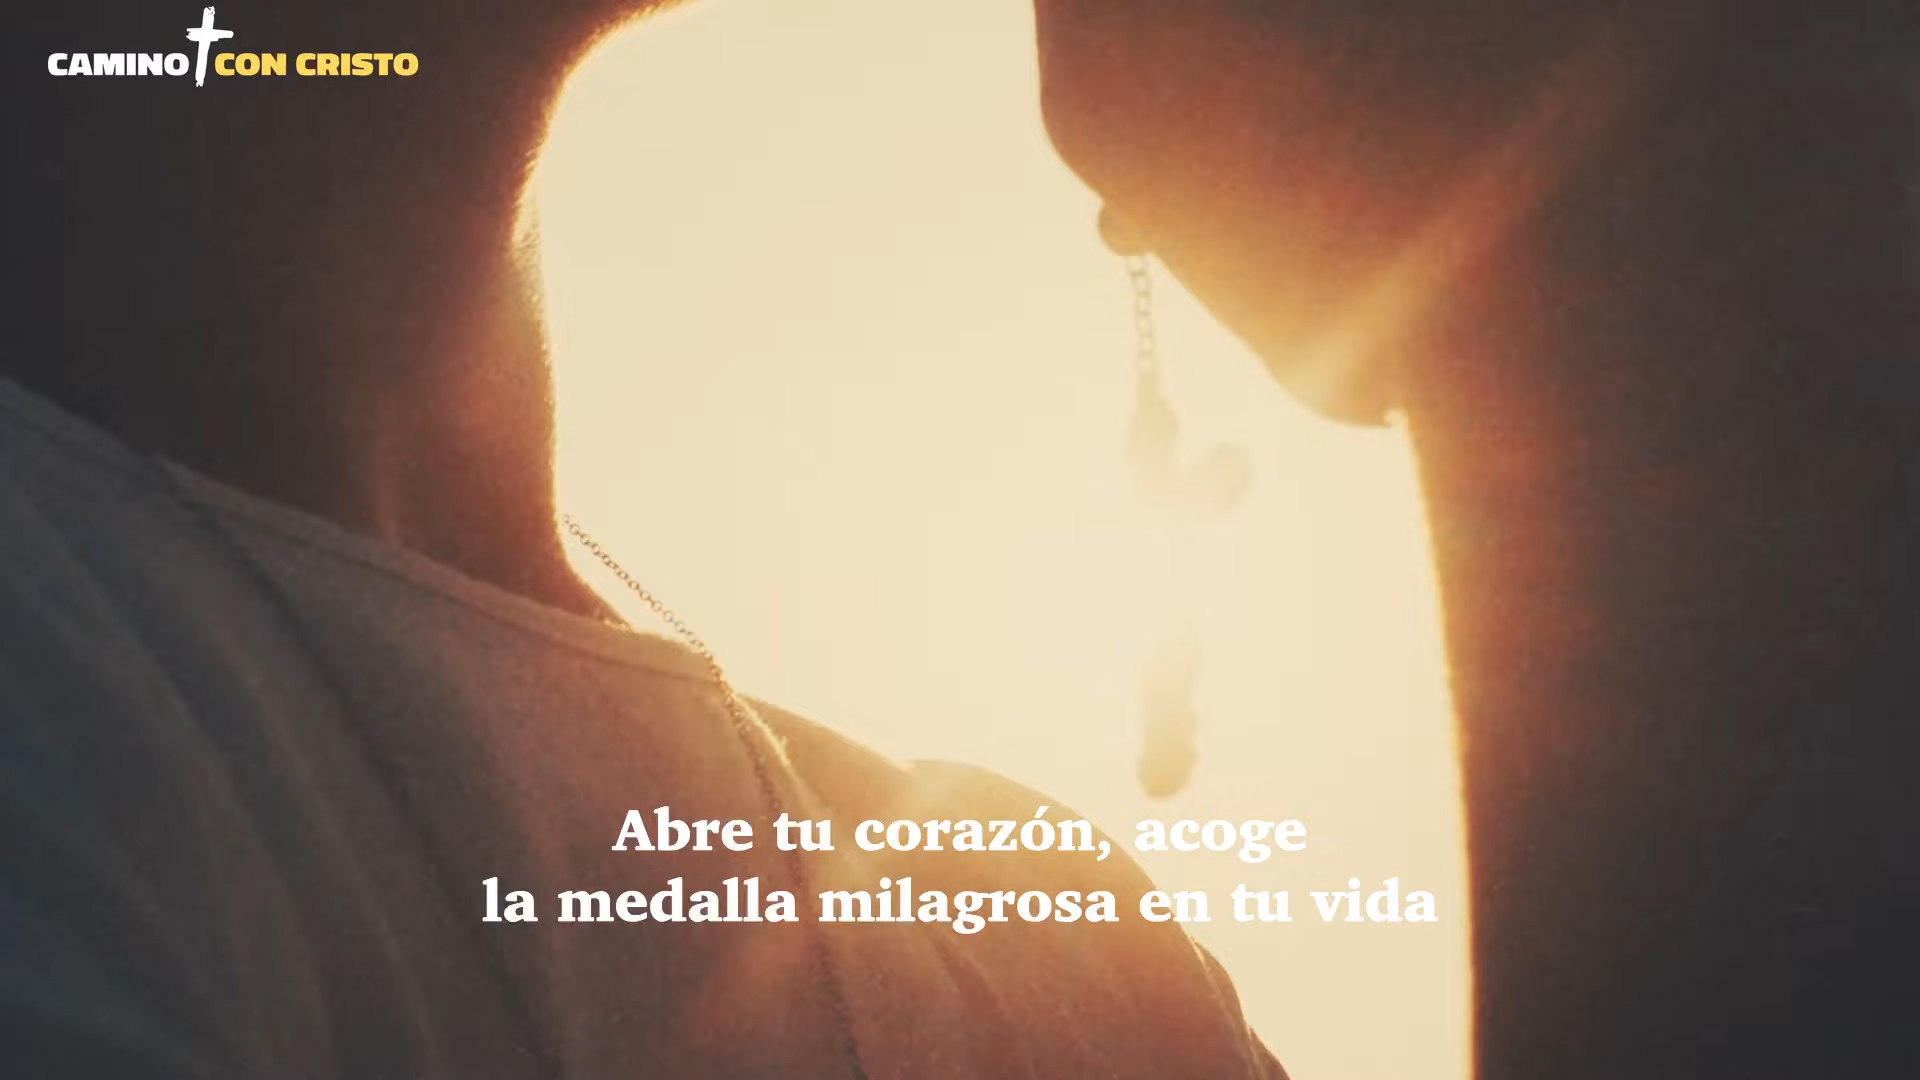 CAMINO CON CRISTO
Abre tu corazón, acoge
la medalla milagrosa en tu vida